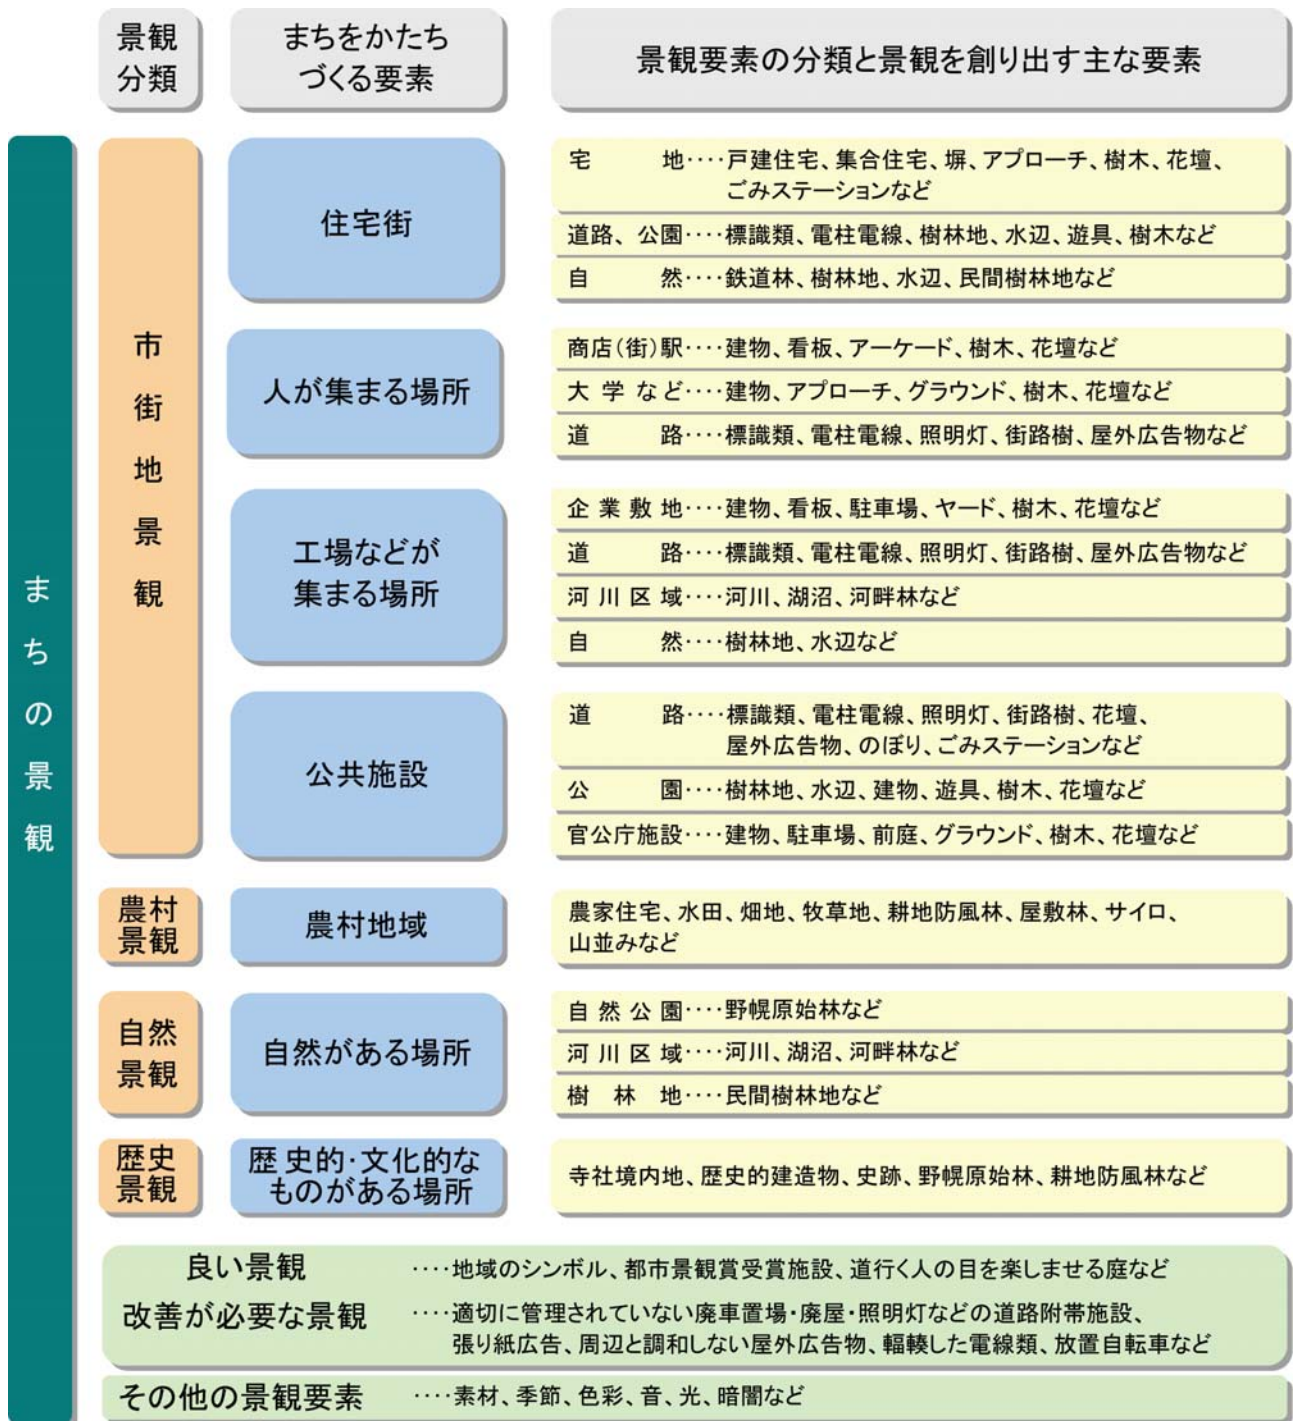 景観
分類
まちをかたち
づくる要素
景観要素の分類と景観を創り出す主な要素
まちの景観
市街地景観
住宅街
宅　　地････戸建住宅、集合住宅、塀、アプローチ、樹木、花壇、
ごみステーションなど
道路、公園････標識類、電柱電線、樹林地、水辺、遊具、樹木など
自　　然････鉄道林、樹林地、水辺、民間樹林地など
人が集まる場所
商店(街)駅････建物、看板、アーケード、樹木、花壇など
大学など････建物、アプローチ、グラウンド、樹木、花壇など
道　　路････標識類、電柱電線、照明灯、街路樹、屋外広告物など
工場などが
集まる場所
企業敷地････建物、看板、駐車場、ヤード、樹木、花壇など
道　　路････標識類、電柱電線、照明灯、街路樹、屋外広告物など
河川区域････河川、湖沼、河畔林など
自　　然････樹林地、水辺など
公共施設
道　　路････標識類、電柱電線、照明灯、街路樹、花壇、
屋外広告物、のぼり、ごみステーションなど
公　　園････樹林地、水辺、建物、遊具、樹木、花壇など
官公庁施設････建物、駐車場、前庭、グラウンド、樹木、花壇など
農村
景観
農村地域
農家住宅、水田、畑地、牧草地、耕地防風林、屋敷林、サイロ、
山並みなど
自然
景観
自然がある場所
自然公園････野幌原始林など
河川区域････河川、湖沼、河畔林など
樹林地････民間樹林地など
歴史
景観
歴史的･文化的な
ものがある場所
寺社境内地、歴史的建造物、史跡、野幌原始林、耕地防風林など
良い景観　････地域のシンボル、都市景観賞受賞施設、道行く人の目を楽しませる庭など
改善が必要な景観　････適切に管理されていない廃車置場･廃屋･照明灯などの道路附帯施設、
張り紙広告、周辺と調和しない屋外広告物、輻輳した電線類、放置自転車など
その他の景観要素　････素材、季節、色彩、音、光、暗闇など